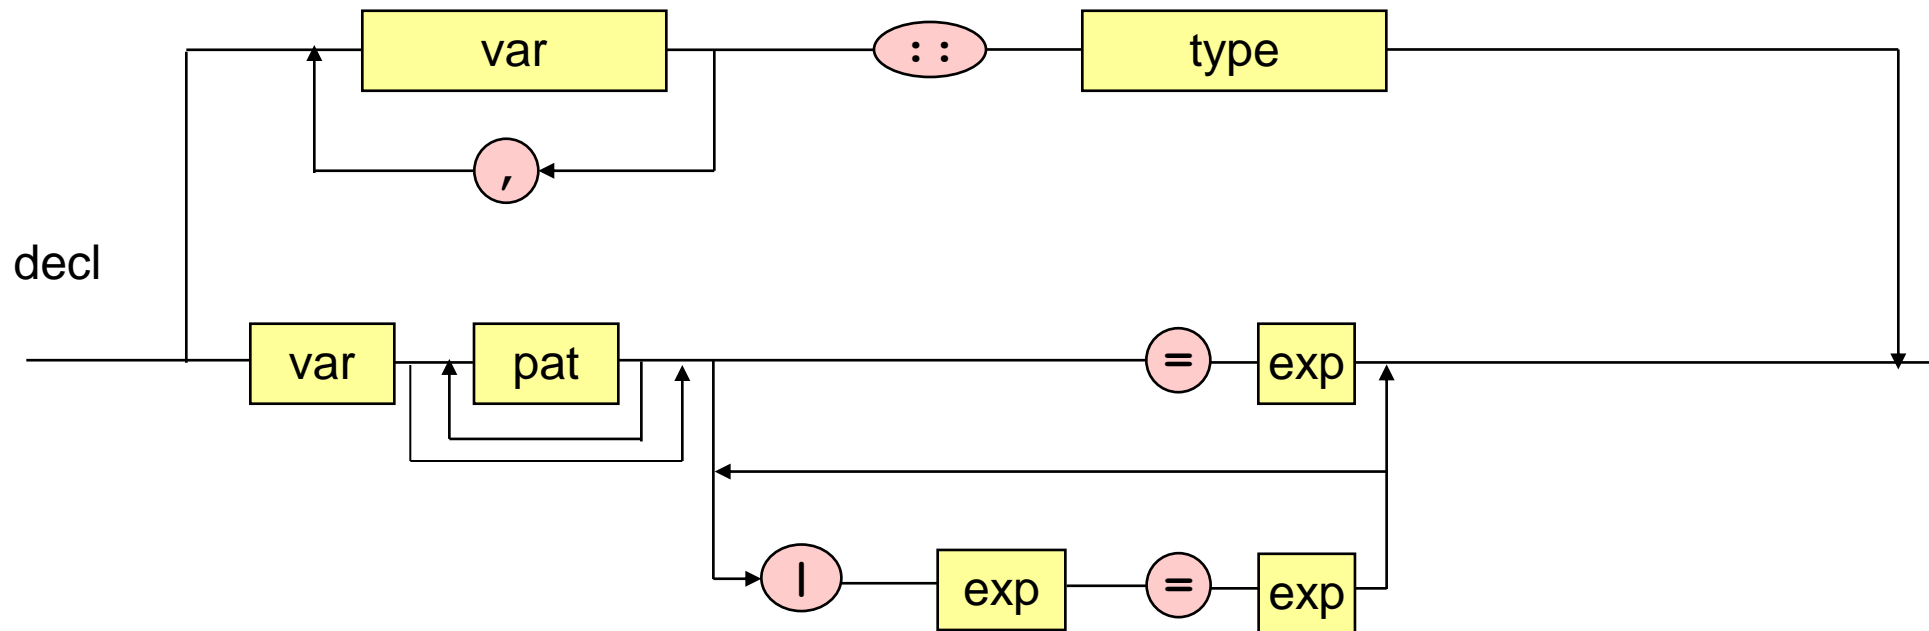 var :: type
,
decl
var pat = exp
| exp = exp